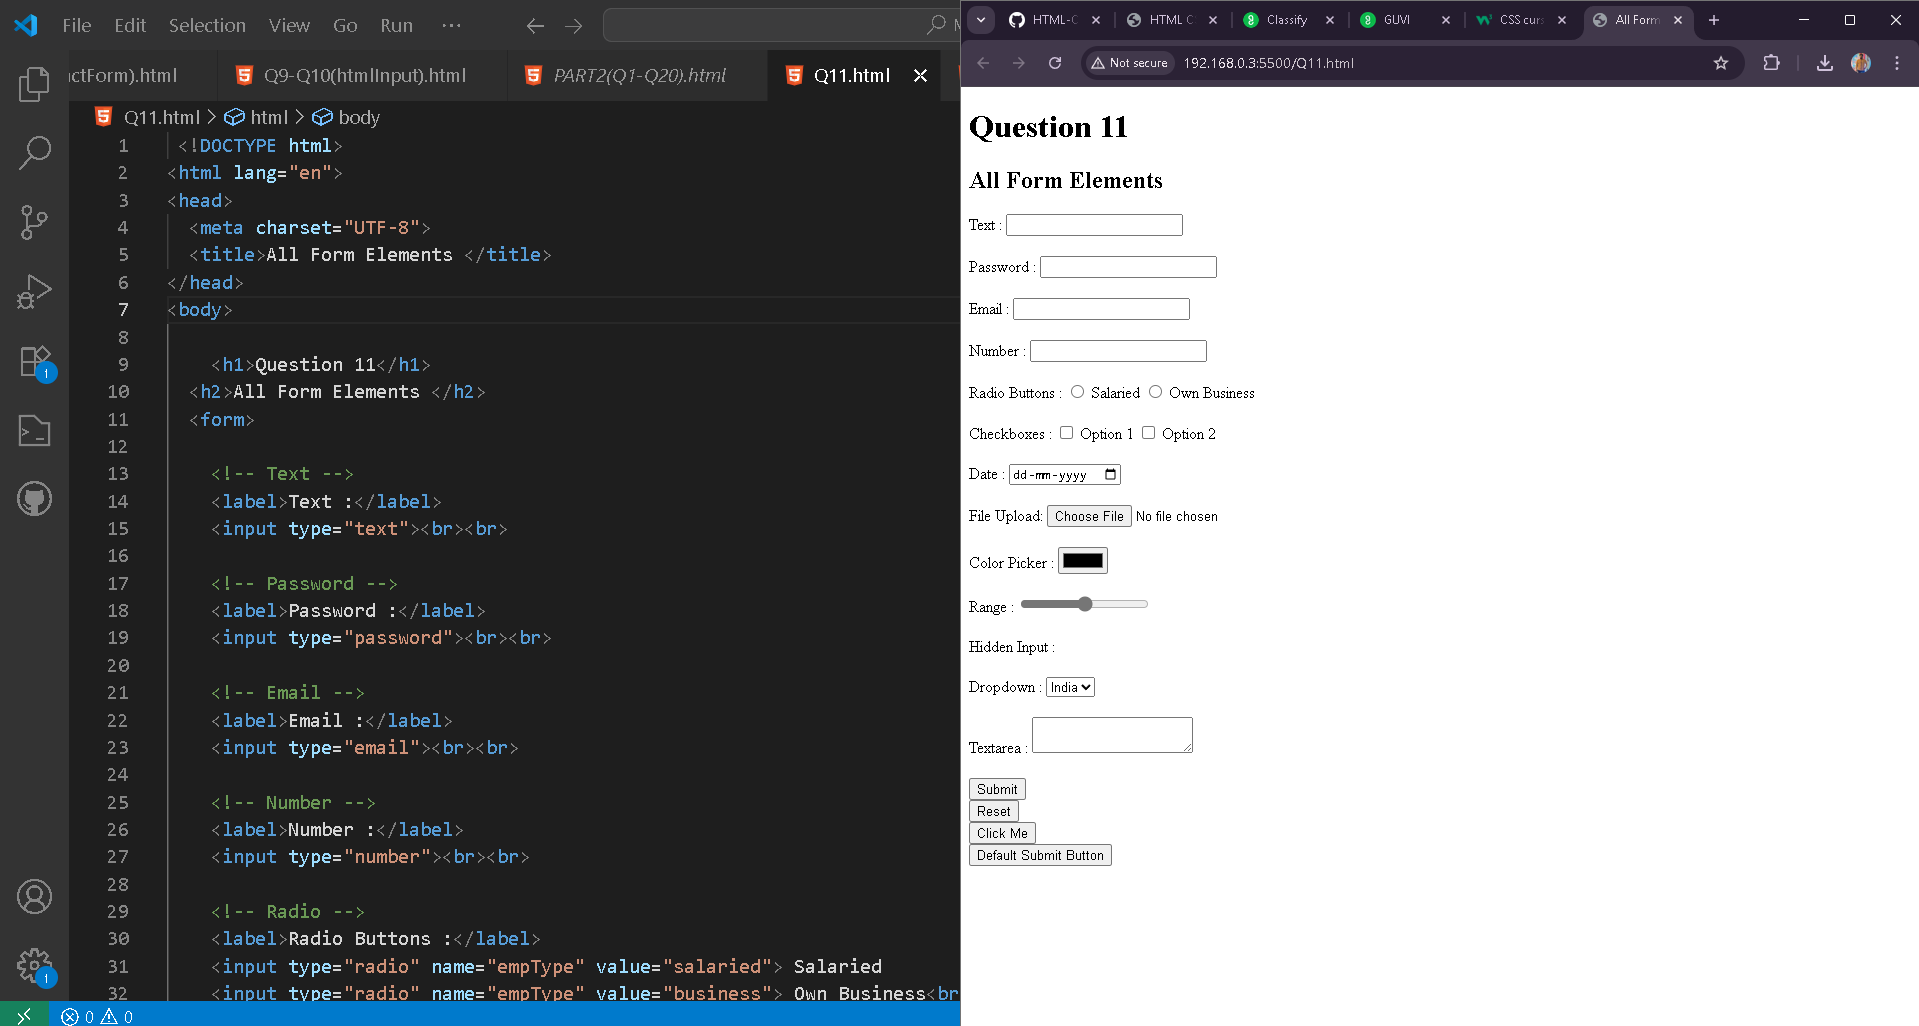 File Edit Selection View Go Run ···
ctForm).html Q9-Q10(htmlInput).html PART2(Q1-Q20).html Q11.html
Q11.html > html > body
1 <!DOCTYPE html>
2 <html lang="en">
3 <head>
4 <meta charset="UTF-8">
5 <title>All Form Elements </title>
6 </head>
7 <body>
8
9 <h1>Question 11</h1>
10 <h2>All Form Elements </h2>
11 <form>
12
13 <!-- Text -->
14 <label>Text :</label>
15 <input type="text"><br><br>
16
17 <!-- Password -->
18 <label>Password :</label>
19 <input type="password"><br><br>
20
21 <!-- Email -->
22 <label>Email :</label>
23 <input type="email"><br><br>
24
25 <!-- Number -->
26 <label>Number :</label>
27 <input type="number"><br><br>
28
29 <!-- Radio -->
30 <label>Radio Buttons :</label>
31 <input type="radio" name="empType" value="salaried"> Salaried
32 <input type="radio" name="empType" value="business"> Own Business<br
1
1
0 0
HTML-C HTML C Classify GUVI CSS curs All Form
Not secure 192.168.0.3:5500/Q11.html
Question 11
All Form Elements
Text :
Password :
Email :
Number :
Radio Buttons : Salaried Own Business
Checkboxes : Option 1 Option 2
Date : dd-mm-yyyy
File Upload: Choose File No file chosen
Color Picker :
Range :
Hidden Input :
Dropdown : India
Textarea :
Submit
Reset
Click Me
Default Submit Button